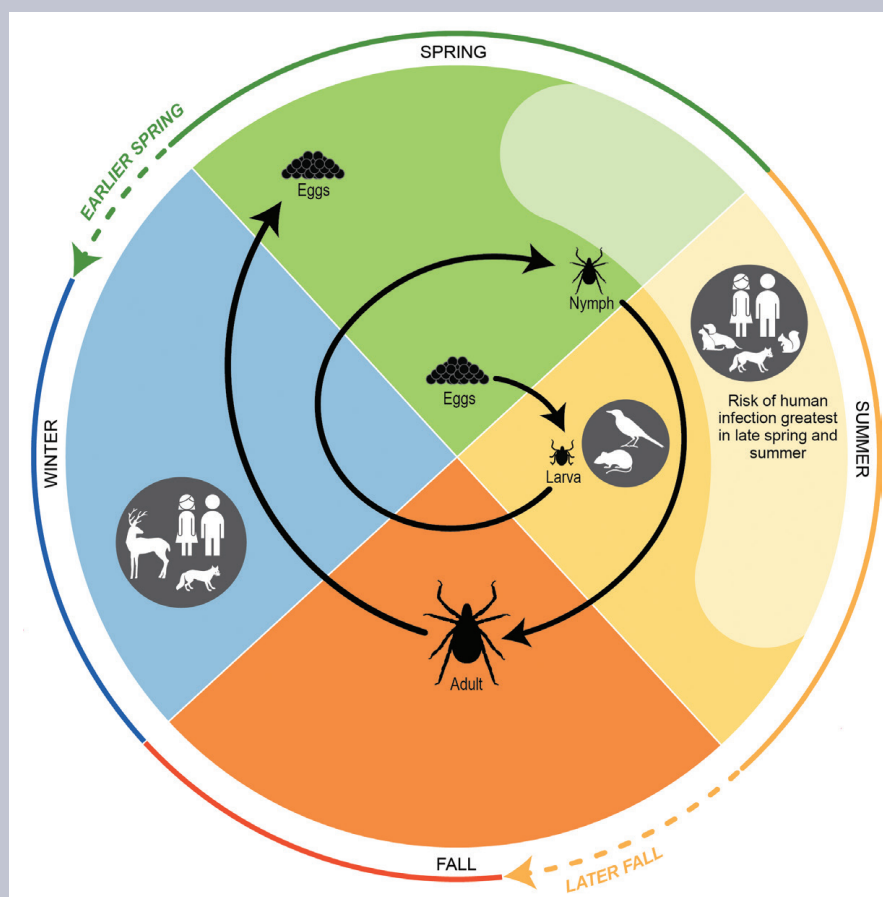 SPRING
EARLIER SPRING
Eggs
Nymph
Eggs
Risk of human
infection greatest
in late spring and
summer
SUMMER
WINTER
Larva
Adult
FALL
LATER FALL